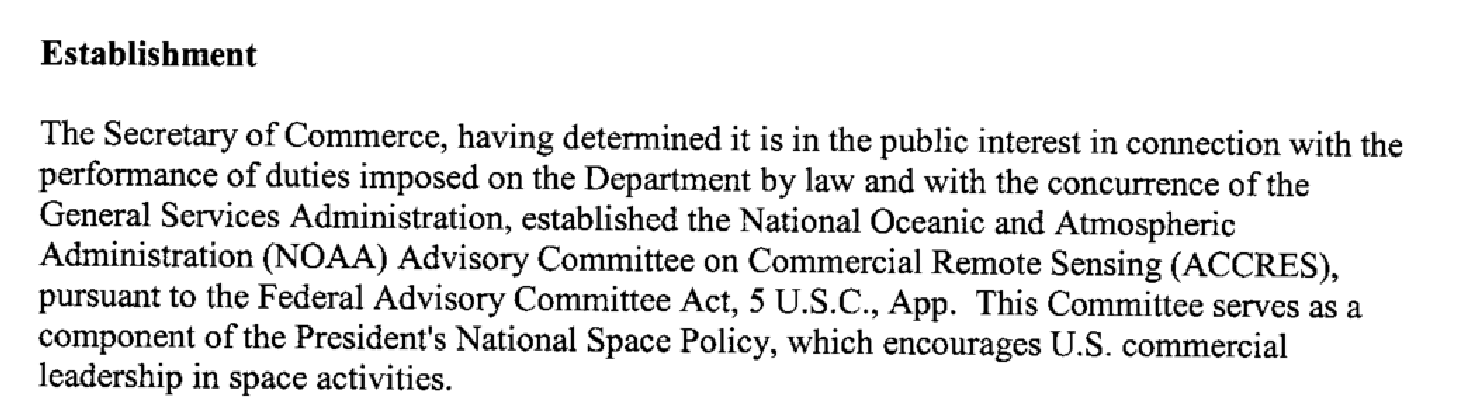 Establishment
The Secretary of Commerce, having determined it is in the public interest in connection with the
performance of duties imposed on the Department by law and with the concurrence of the
General Services Administration, established the National Oceanic and Atmospheric
Administration (NOAA) Advisory Committee on Commercial Remote Sensing (ACCRES),
pursuant to the Federal Advisory Committee Act, 5 U.S.C., App.  This Committee serves as a
component of the President's National Space Policy, which encourages U.S. commercial
leadership in space activities.